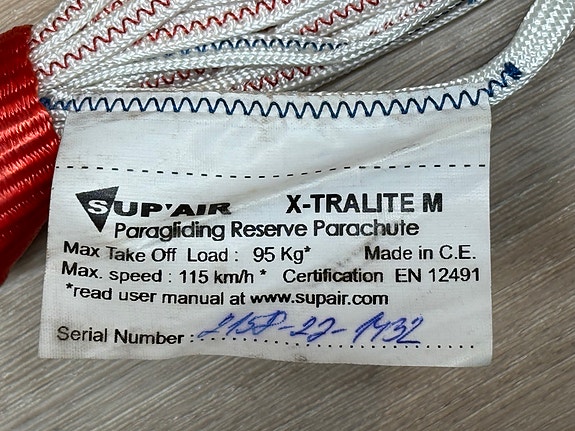 SUP'AIR X-TRALITE M
Paragliding Reserve Parachute
Max Take Off Load : 95 Kg* Made in C.E.
Max. speed : 115 km/h * Certification EN 12491
*read user manual at www.supair.com
Serial Number :